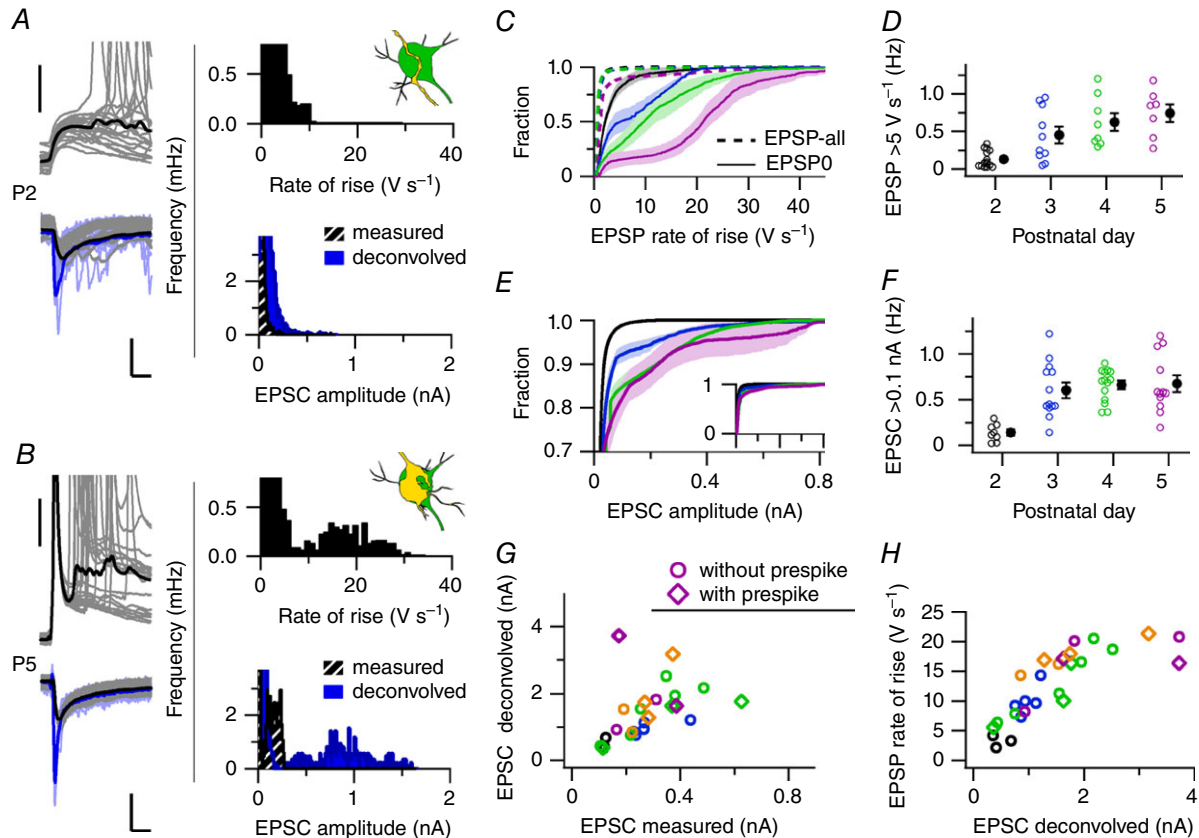 A
P2
Frequency (mHz)
0.5
0.0
0 20 40
Rate of rise (V s⁻¹)
measured
deconvolved
2
0
0 1 2
EPSC amplitude (nA)
B
P5
Frequency (mHz)
0.5
0.0
0 20 40
Rate of rise (V s⁻¹)
measured
deconvolved
2
0
0 1 2
EPSC amplitude (nA)
C
Fraction
1.0
0.5
0
EPSP-all
EPSP0
0 10 20 30 40
EPSP rate of rise (V s⁻¹)
D
EPSP >5 V s⁻¹ (Hz)
1.0
0.5
0
2 3 4 5
Postnatal day
E
Fraction
1.0
0.9
0.8
0.7
1
0
0 0.4 0.8
EPSC amplitude (nA)
F
EPSC >0.1 nA (Hz)
1.0
0.5
0
2 3 4 5
Postnatal day
G
without prespike
with prespike
EPSC deconvolved (nA)
4
2
0
0 0.4 0.8
EPSC measured (nA)
H
EPSP rate of rise (V s⁻¹)
25
20
15
10
5
0
0 2 4
EPSC deconvolved (nA)